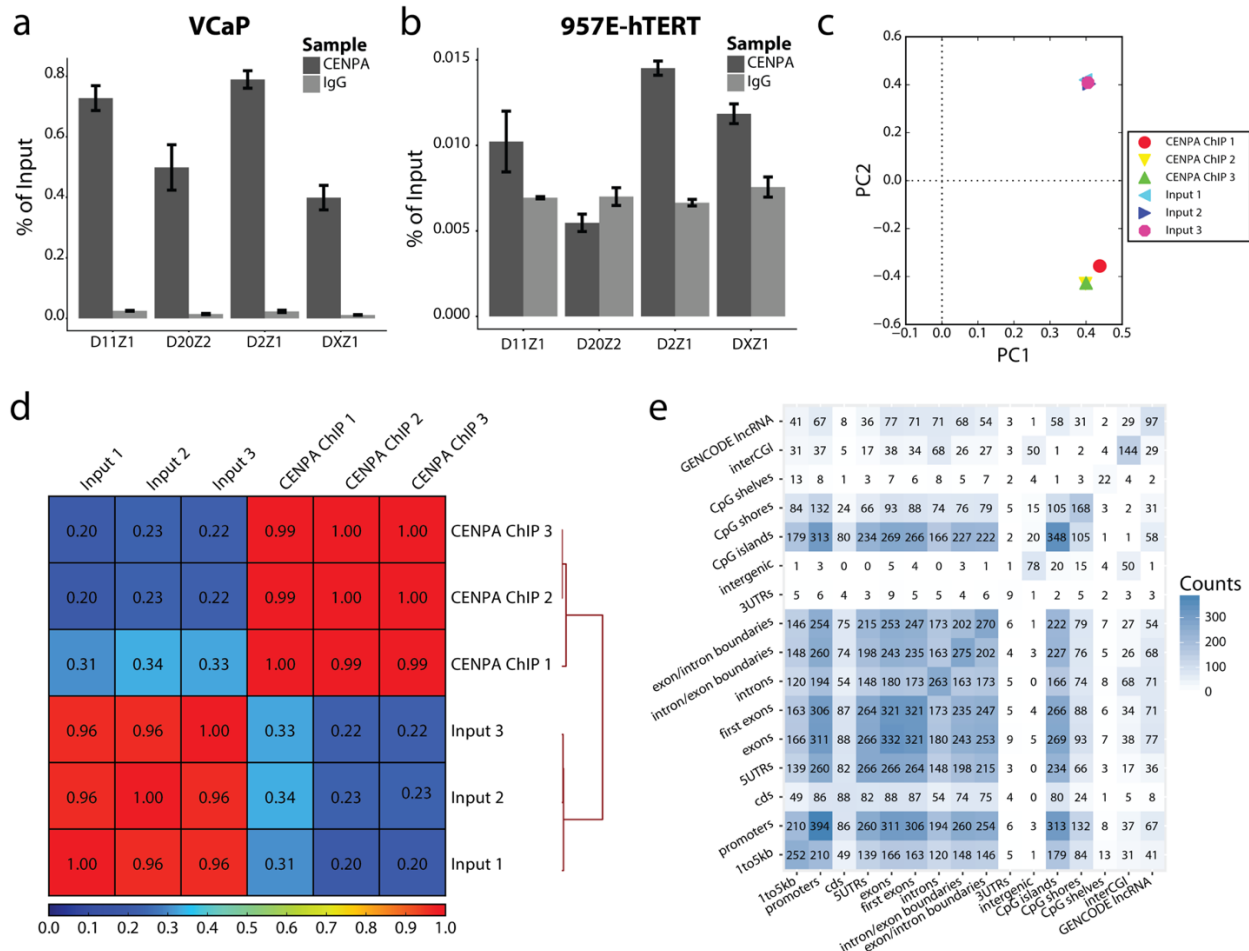 a
VCaP
Sample
CENPA
IgG
% of Input
0.8
0.6
0.4
0.2
0.0
D11Z1 D20Z2 D2Z1 DXZ1
b
957E-hTERT
Sample
CENPA
IgG
% of Input
0.015
0.010
0.005
0.000
D11Z1 D20Z2 D2Z1 DXZ1
c
PC2
0.6
0.4
0.2
0.0
−0.2
−0.4
−0.6
−0.1 0.0 0.1 0.2 0.3 0.4 0.5
PC1
CENPA ChIP 1
CENPA ChIP 2
CENPA ChIP 3
Input 1
Input 2
Input 3
d
Input 1 Input 2 Input 3 CENPA ChIP 1 CENPA ChIP 2 CENPA ChIP 3
0.20 0.23 0.22 0.99 1.00 1.00 CENPA ChIP 3
0.20 0.23 0.22 0.99 1.00 1.00 CENPA ChIP 2
0.31 0.34 0.33 1.00 0.99 0.99 CENPA ChIP 1
0.96 0.96 1.00 0.33 0.22 0.22 Input 3
0.96 1.00 0.96 0.34 0.23 0.23 Input 2
1.00 0.96 0.96 0.31 0.20 0.20 Input 1
0.0 0.1 0.2 0.3 0.4 0.5 0.6 0.7 0.8 0.9 1.0
e
GENCODE lncRNA 41 67 8 36 77 71 71 68 54 3 1 58 31 2 29 97
interCGI 31 37 5 17 38 34 68 26 27 3 50 1 2 4 144 29
CpG shelves 13 8 1 3 7 6 8 5 7 2 4 1 3 22 4 2
CpG shores 84 132 24 66 93 88 74 76 79 5 15 105 168 3 2 31
CpG islands 179 313 80 234 269 266 166 227 222 2 20 348 105 1 1 58
intergenic 1 3 0 0 5 4 0 3 1 1 78 20 15 4 50 1
3UTRs 5 6 4 3 9 9 5 4 6 9 1 2 5 2 3 3
exon/intron boundaries 146 254 75 215 253 247 173 202 270 6 1 222 79 7 27 54
intron/exon boundaries 148 260 74 198 243 235 163 275 202 4 3 227 76 5 26 68
introns 120 194 54 148 180 173 263 163 173 5 0 166 74 8 68 71
first exons 163 306 87 264 321 321 173 235 247 9 4 266 88 6 34 71
exons 166 311 88 266 332 321 180 243 253 9 5 269 93 7 38 77
5UTRs 139 260 82 266 266 264 148 198 215 3 0 234 66 3 17 36
cds 49 86 88 82 88 87 54 74 75 4 0 80 24 1 5 8
promoters 210 394 86 260 311 306 194 260 254 6 3 313 132 8 37 67
1to5kb 252 210 49 139 166 163 120 148 146 5 1 179 84 13 31 41
1to5kb promoters cds 5UTRs exons first exons introns intron/exon boundaries exon/intron boundaries 3UTRs intergenic CpG islands CpG shores CpG shelves interCGI GENCODE lncRNA
Counts
300
200
100
0